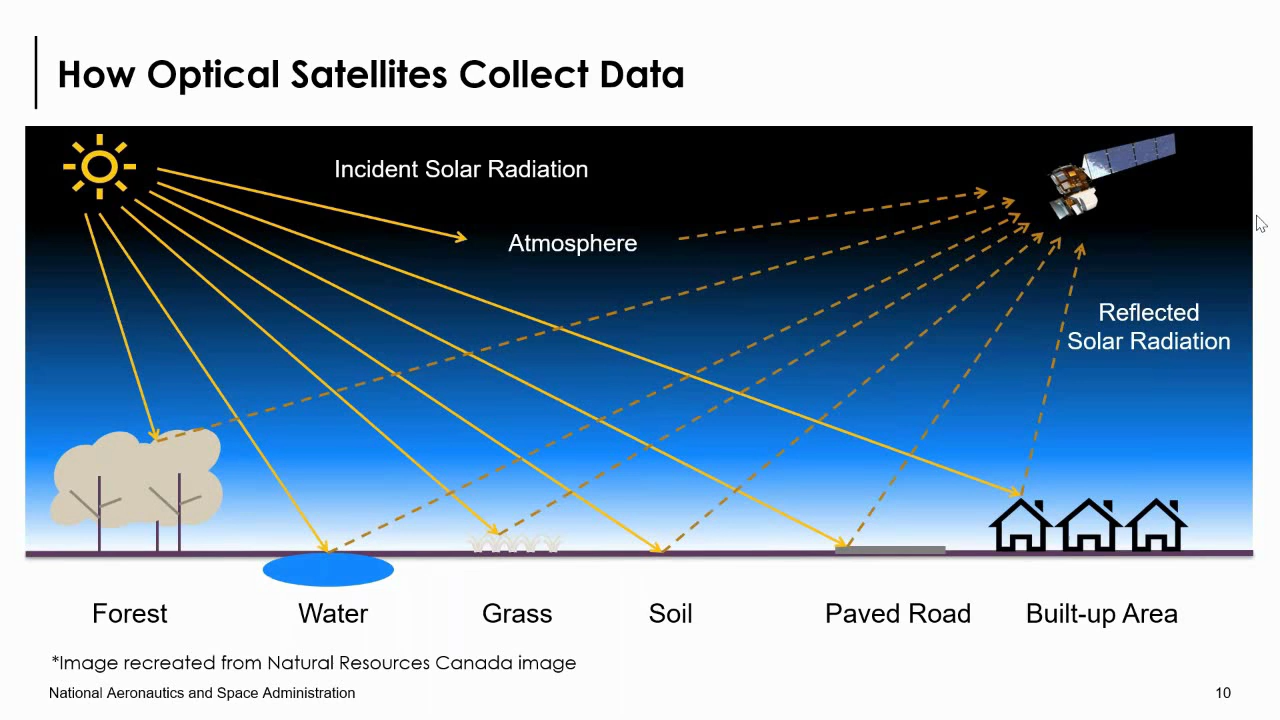 How Optical Satellites Collect Data
Incident Solar Radiation
Atmosphere
Reflected
Solar Radiation
Forest
Water
Grass
Soil
Paved Road
Built-up Area
*Image recreated from Natural Resources Canada image
National Aeronautics and Space Administration
10